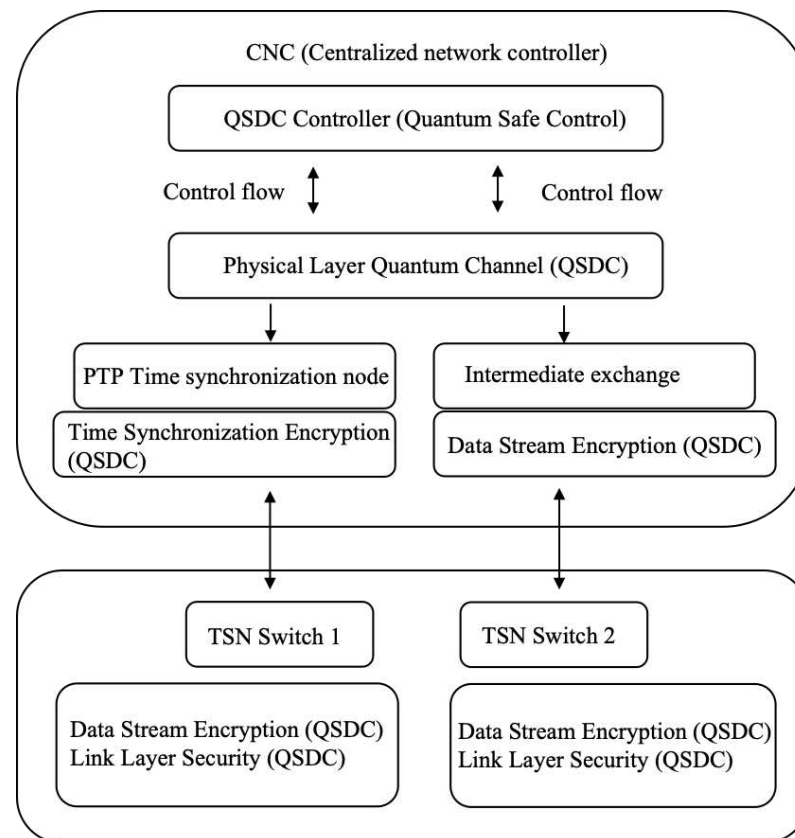 CNC (Centralized network controller)
QSDC Controller (Quantum Safe Control)
Control flow
Control flow
Physical Layer Quantum Channel (QSDC)
PTP Time synchronization node
Intermediate exchange
Time Synchronization Encryption
(QSDC)
Data Stream Encryption (QSDC)
TSN Switch 1
TSN Switch 2
Data Stream Encryption (QSDC)
Link Layer Security (QSDC)
Data Stream Encryption (QSDC)
Link Layer Security (QSDC)